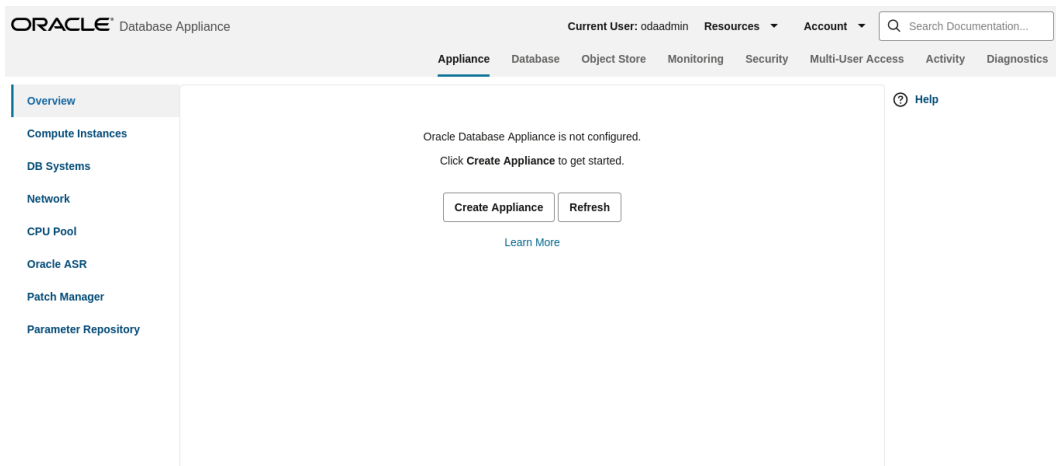 ORACLE® Database Appliance
Current User: odaadmin Resources Account Search Documentation...
Appliance Database Object Store Monitoring Security Multi-User Access Activity Diagnostics
Overview
Compute Instances
DB Systems
Network
CPU Pool
Oracle ASR
Patch Manager
Parameter Repository
Oracle Database Appliance is not configured.
Click Create Appliance to get started.
Create Appliance Refresh
Learn More
Help